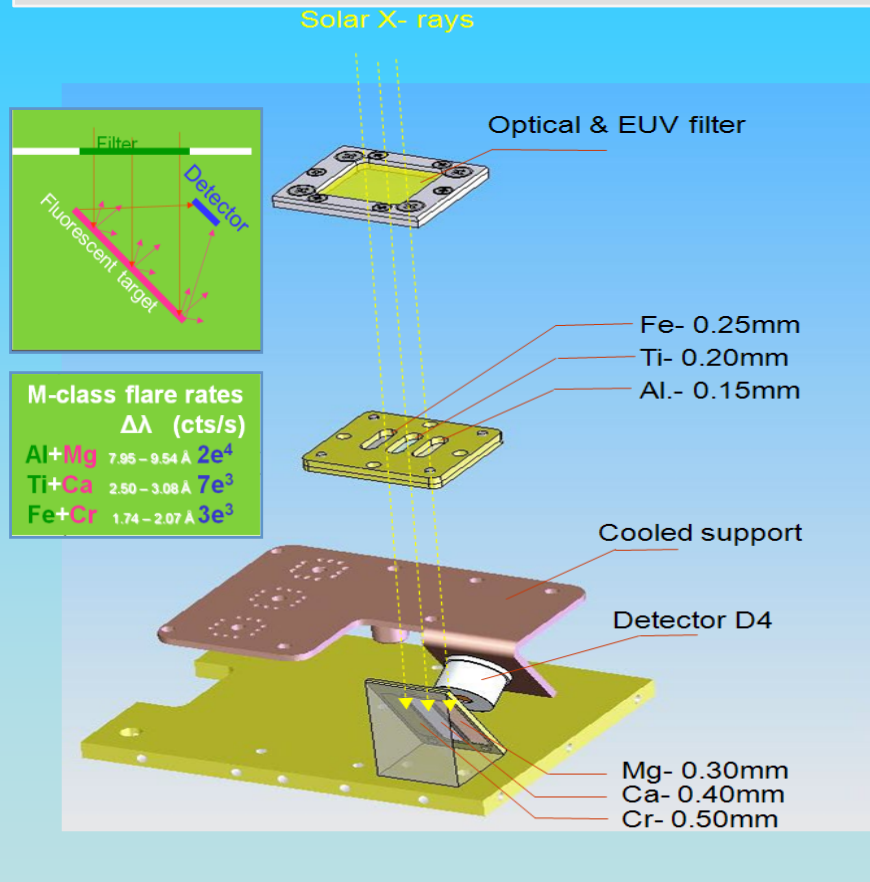 Solar X- rays
Optical & EUV filter
Filter
Detector
Fluorescent target
Fe- 0.25mm
Ti- 0.20mm
Al.- 0.15mm
M-class flare rates
Δλ (cts/s)
Al+Mg 7.95 – 9.54 Å 2e⁴
Ti+Ca 2.50 – 3.08 Å 7e³
Fe+Cr 1.74 – 2.07 Å 3e³
Cooled support
Detector D4
Mg- 0.30mm
Ca- 0.40mm
Cr- 0.50mm